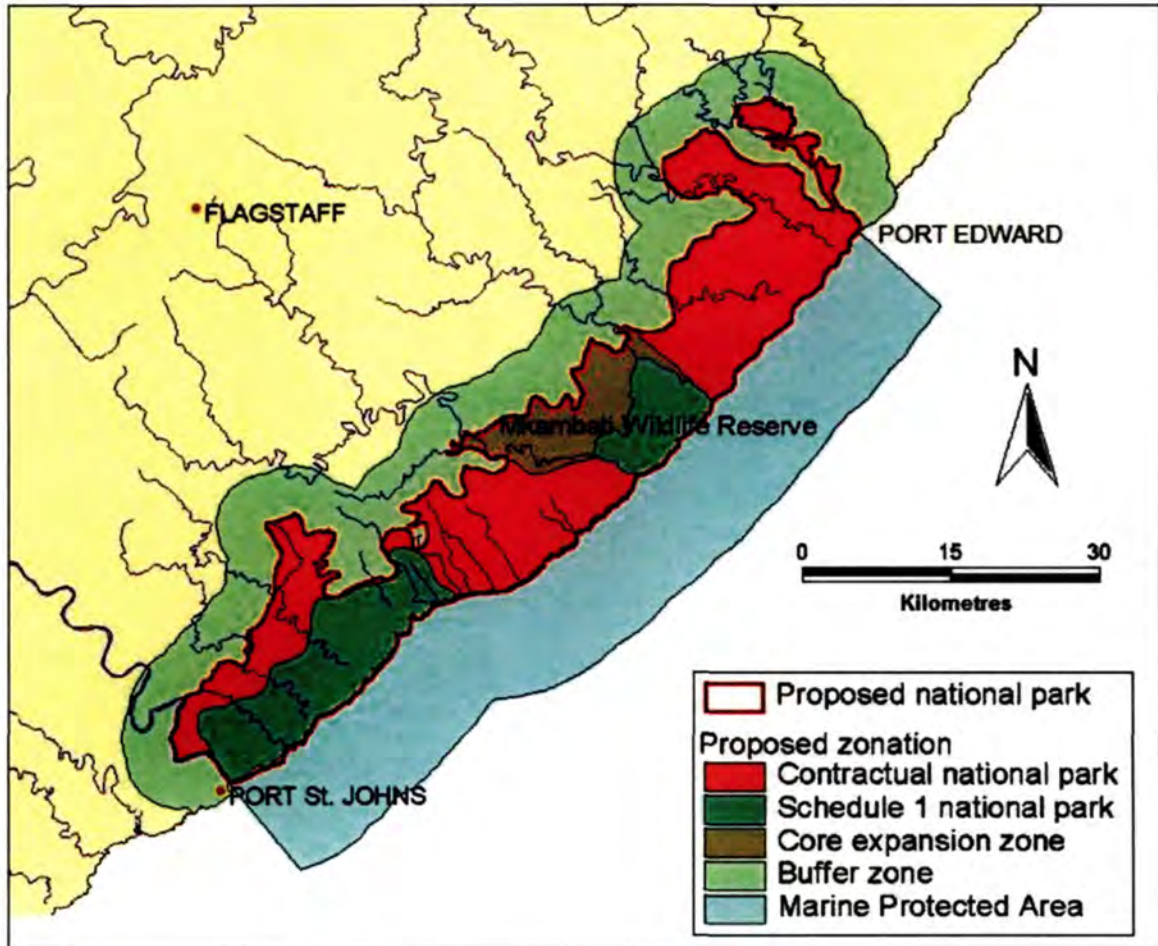 FLAGSTAFF
PORT EDWARD
N
Mkambati Wildlife Reserve
0 15 30
Kilometres
Proposed national park
Proposed zonation
Contractual national park
Schedule 1 national park
Core expansion zone
Buffer zone
Marine Protected Area
PORT St. JOHNS